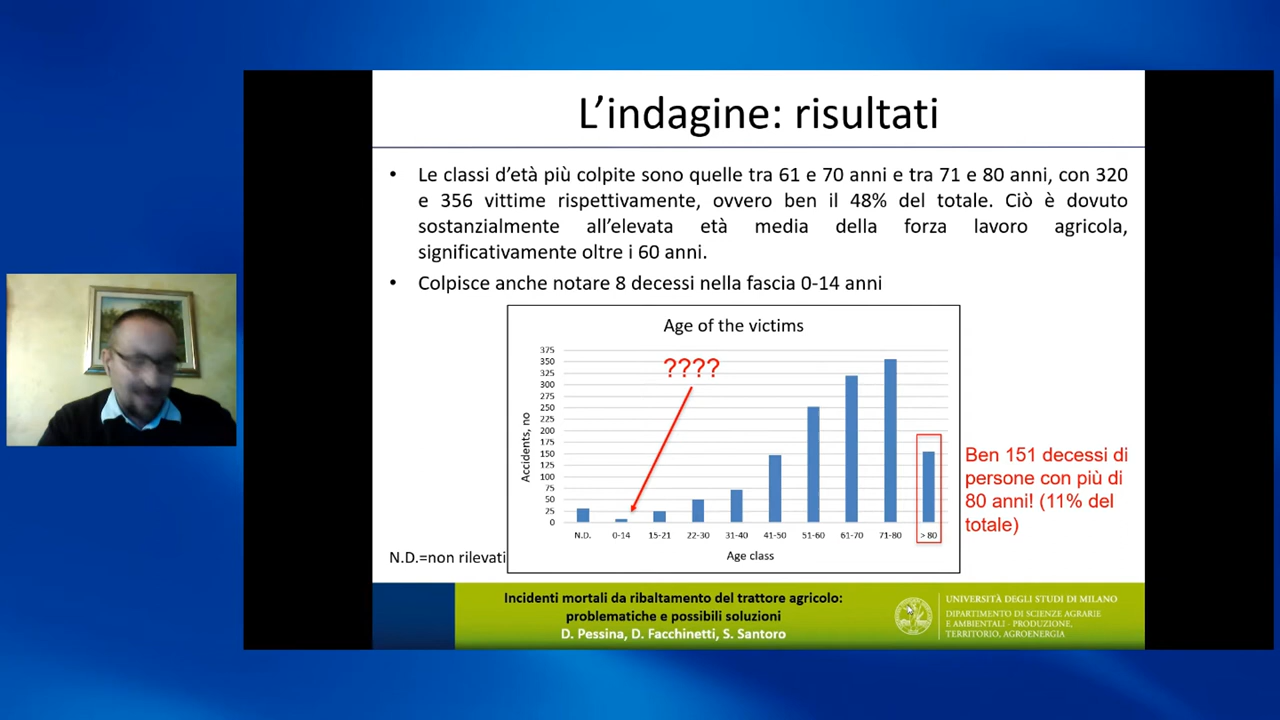 L'indagine: risultati
• Le classi d'età più colpite sono quelle tra 61 e 70 anni e tra 71 e 80 anni, con 320
e 356 vittime rispettivamente, ovvero ben il 48% del totale. Ciò è dovuto
sostanzialmente all'elevata età media della forza lavoro agricola,
significativamente oltre i 60 anni.
• Colpisce anche notare 8 decessi nella fascia 0-14 anni
Age of the victims
????
Accidents, no
375
350
325
300
275
250
225
200
175
150
125
100
75
50
25
0
N.D. 0-14 15-21 22-30 31-40 41-50 51-60 61-70 71-80 > 80
Age class
Ben 151 decessi di
persone con più di
80 anni! (11% del
totale)
N.D.=non rilevati
Incidenti mortali da ribaltamento del trattore agricolo:
problematiche e possibili soluzioni
D. Pessina, D. Facchinetti, S. Santoro
UNIVERSITÀ DEGLI STUDI DI MILANO
DIPARTIMENTO DI SCIENZE AGRARIE
E AMBIENTALI - PRODUZIONE,
TERRITORIO, AGROENERGIA